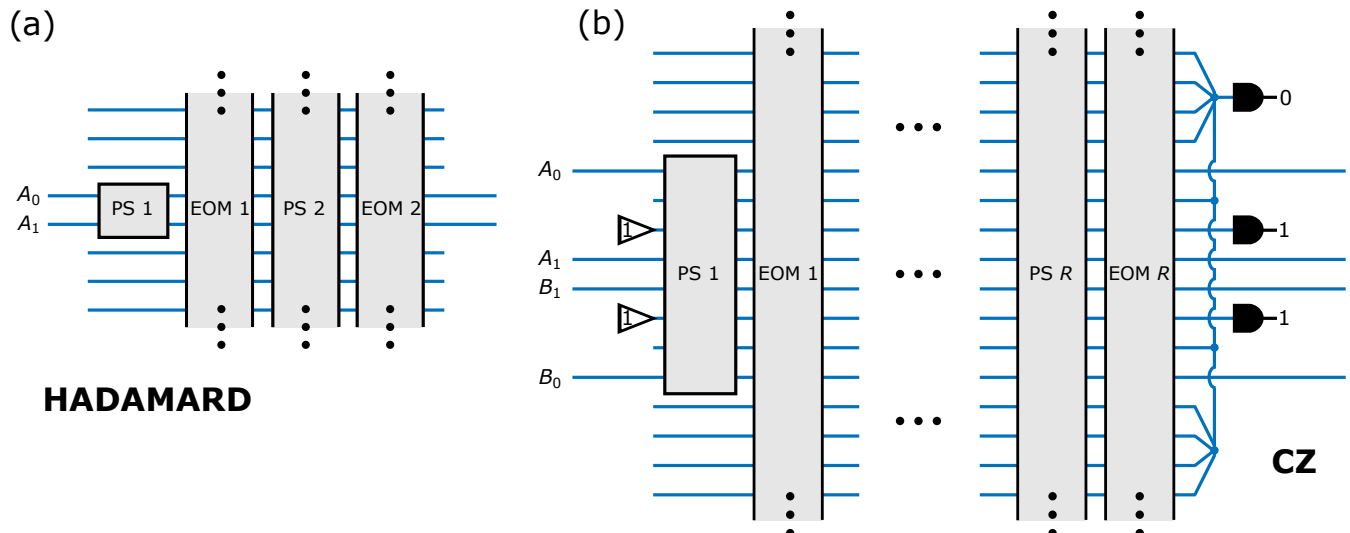 (a)
A0
A1
PS 1
EOM 1
PS 2
EOM 2
HADAMARD
(b)
A0
1
A1
B1
1
B0
PS 1
EOM 1
PS R
EOM R
0
1
1
CZ